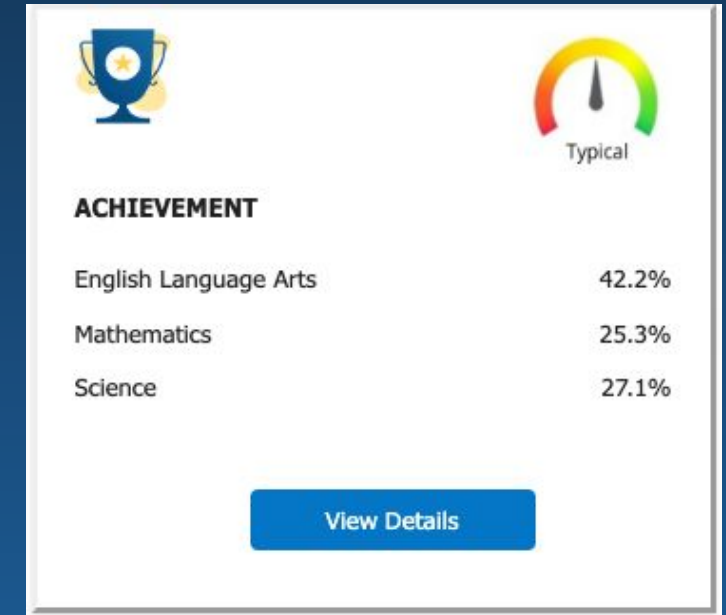 Typical
ACHIEVEMENT
English Language Arts 42.2%
Mathematics 25.3%
Science 27.1%
View Details